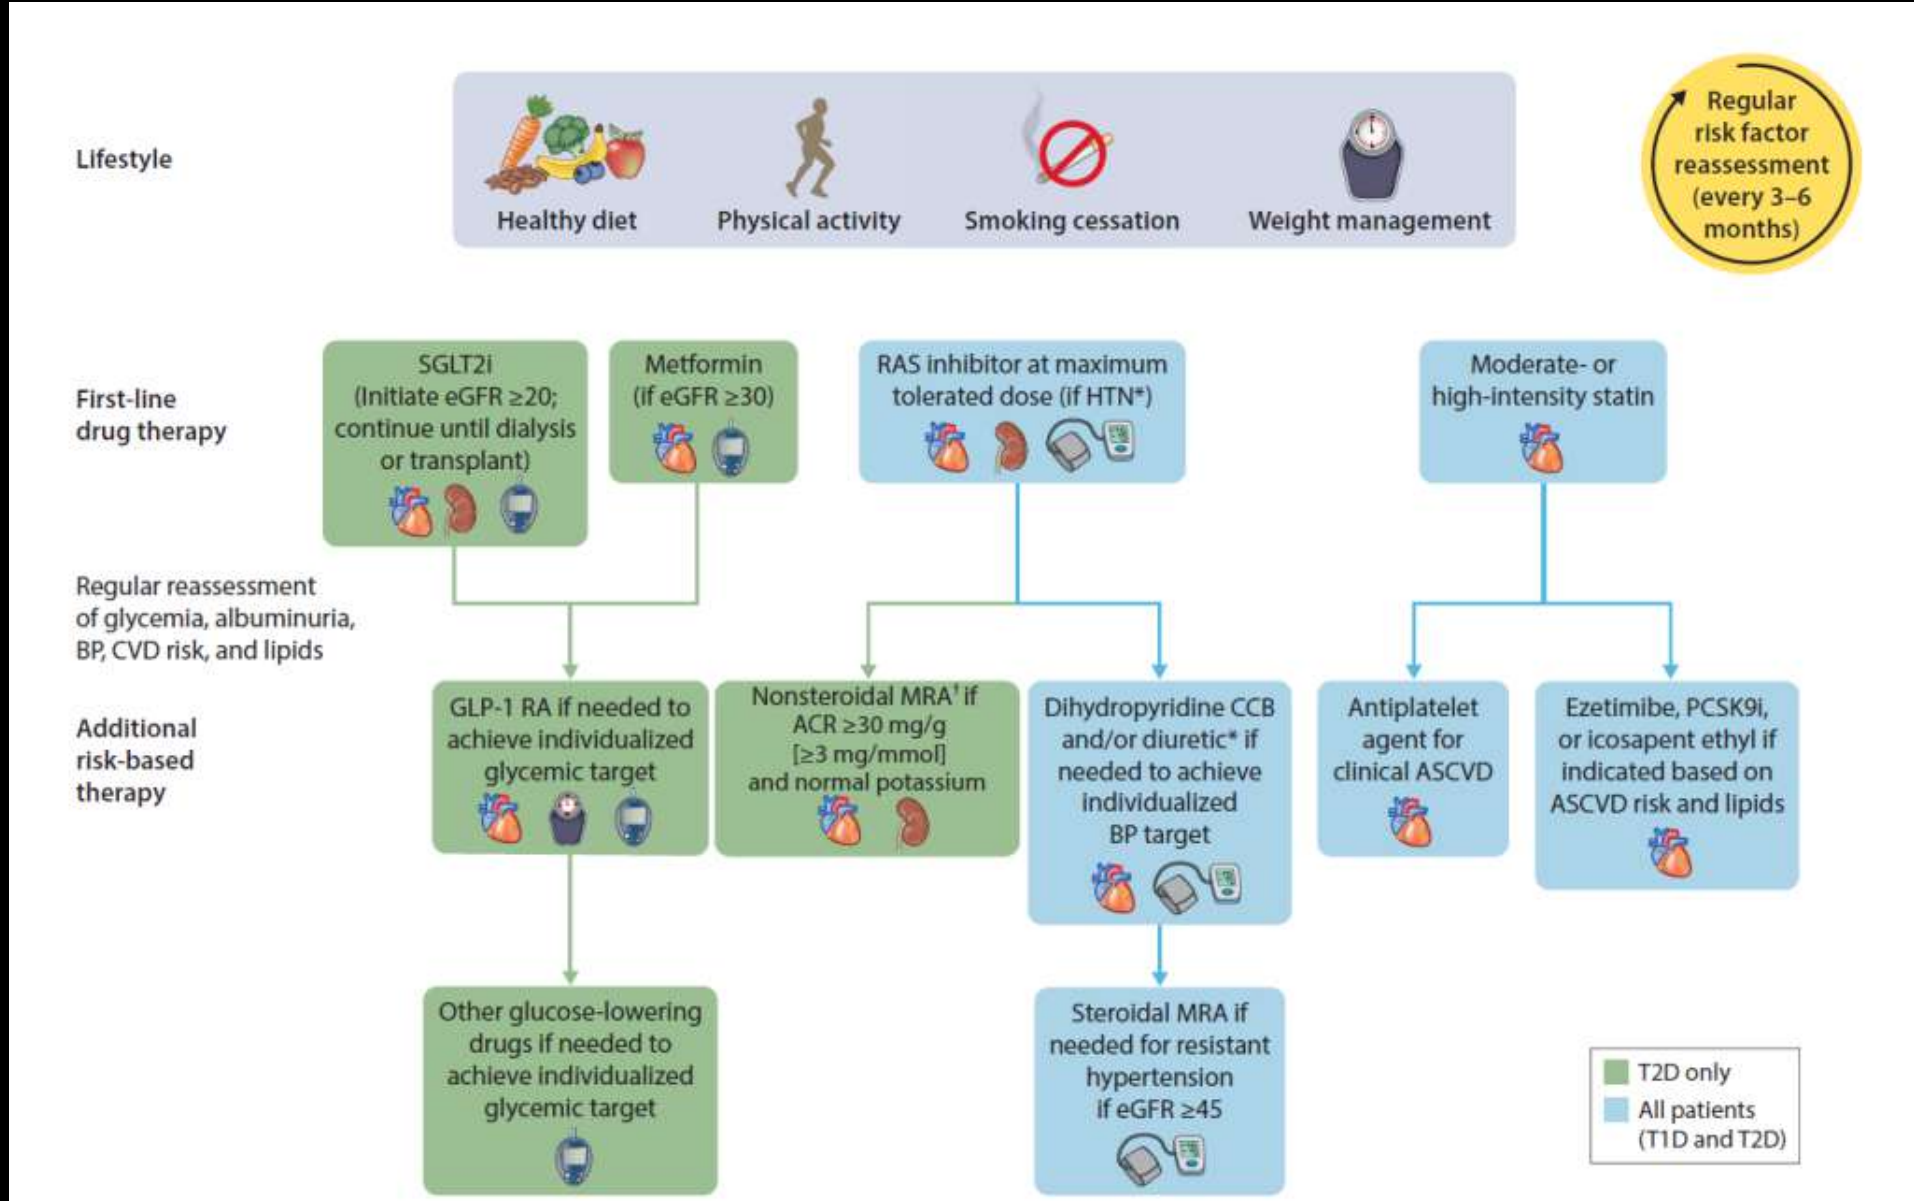 Lifestyle
Healthy diet
Physical activity
Smoking cessation
Weight management
Regular
risk factor
reassessment
(every 3–6
months)
First-line
drug therapy
SGLT2i
(Initiate eGFR ≥20;
continue until dialysis
or transplant)
Metformin
(if eGFR ≥30)
RAS inhibitor at maximum
tolerated dose (if HTN*)
Moderate- or
high-intensity statin
Regular reassessment
of glycemia, albuminuria,
BP, CVD risk, and lipids
Additional
risk-based
therapy
GLP-1 RA if needed to
achieve individualized
glycemic target
Nonsteroidal MRA† if
ACR ≥30 mg/g
[≥3 mg/mmol]
and normal potassium
Dihydropyridine CCB
and/or diuretic* if
needed to achieve
individualized
BP target
Antiplatelet
agent for
clinical ASCVD
Ezetimibe, PCSK9i,
or icosapent ethyl if
indicated based on
ASCVD risk and lipids
Other glucose-lowering
drugs if needed to
achieve individualized
glycemic target
Steroidal MRA if
needed for resistant
hypertension
if eGFR ≥45
T2D only
All patients
(T1D and T2D)